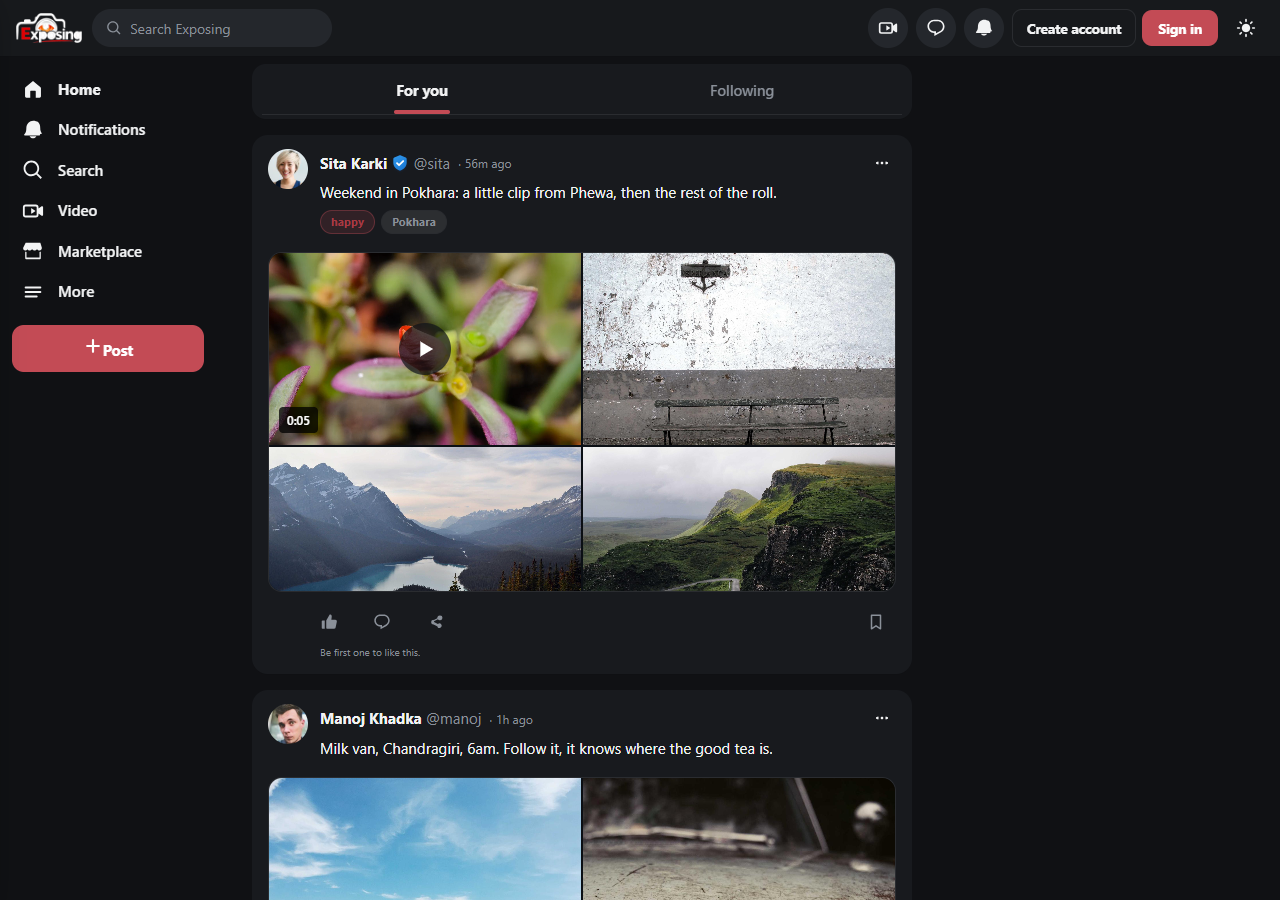 Exposing
Search Exposing
Create account
Sign in
Home
Notifications
Search
Video
Marketplace
More
Post
For you
Following
Sita Karki @sita · 56m ago
Weekend in Pokhara: a little clip from Phewa, then the rest of the roll.
happy
Pokhara
0:05
Be first one to like this.
Manoj Khadka @manoj · 1h ago
Milk van, Chandragiri, 6am. Follow it, it knows where the good tea is.